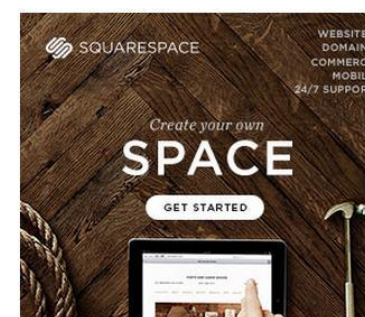 SQUARESPACE
WEBSITE
DOMAIN
COMMERC
MOBIL
24/7 SUPPOR
Create your own
SPACE
GET STARTED